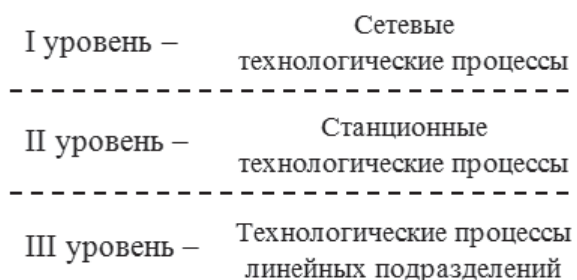 I уровень –
Сетевые
технологические процессы
II уровень –
Станционные
технологические процессы
III уровень –
Технологические процессы
линейных подразделений